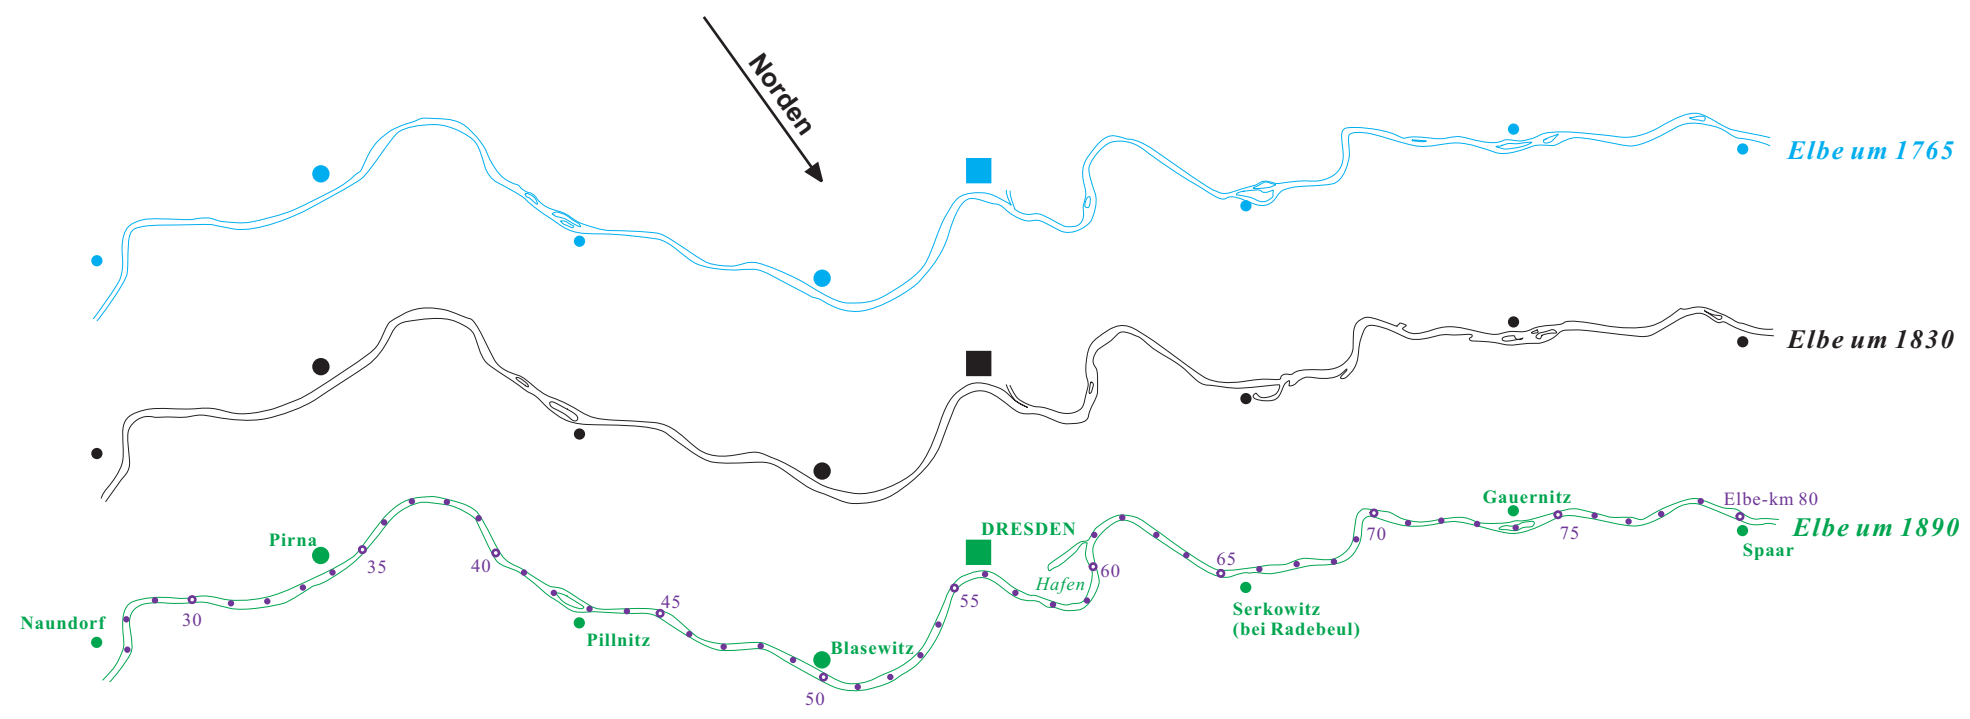 Norden
Elbe um 1765
Elbe um 1830
Elbe um 1890
Naundorf
30
Pirna
35
40
Pillnitz
45
Blasewitz
50
55
DRESDEN
Hafen
60
65
Serkowitz
(bei Radebeul)
70
Gauernitz
75
Elbe-km 80
Spaar